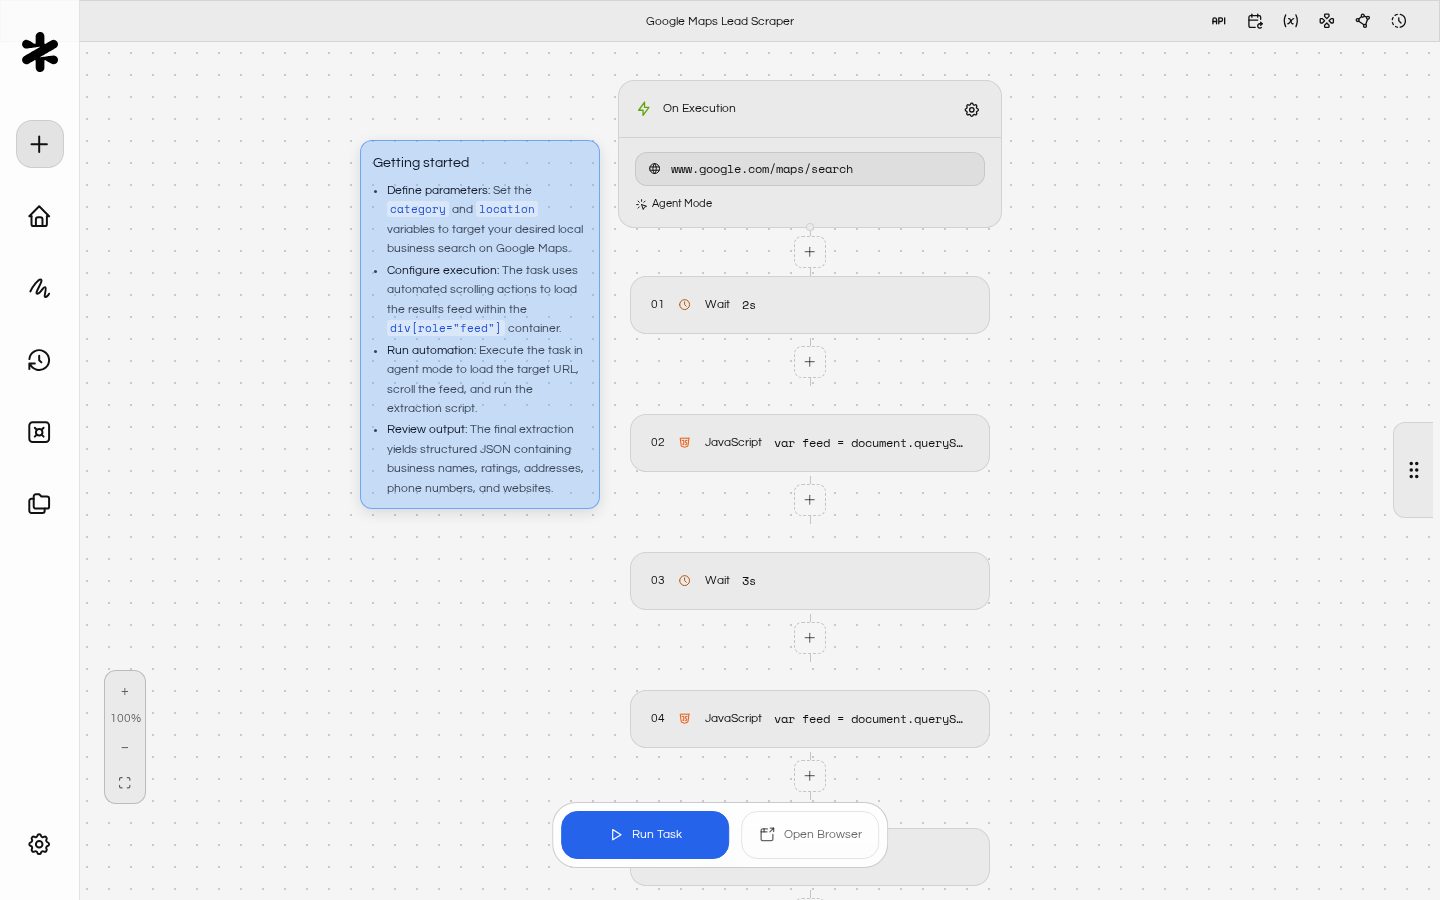 Google Maps Lead Scraper
API
(x)
On Execution
www.google.com/maps/search
Agent Mode
Getting started
• Define parameters: Set the
category and location
variables to target your desired local
business search on Google Maps..
• Configure execution: The task uses
automated scrolling actions to load
the results feed within the
div[role="feed"] container.
• Run automation: Execute the task in
agent mode to load the target URL,
scroll the feed, and run the
extraction script.
• Review output: The final extraction
yields structured JSON containing
business names, ratings, addresses,
phone numbers, and websites.
01 Wait 2s
02 JavaScript var feed = document.queryS…
03 Wait 3s
04 JavaScript var feed = document.queryS…
+
100%
−
Run Task
Open Browser